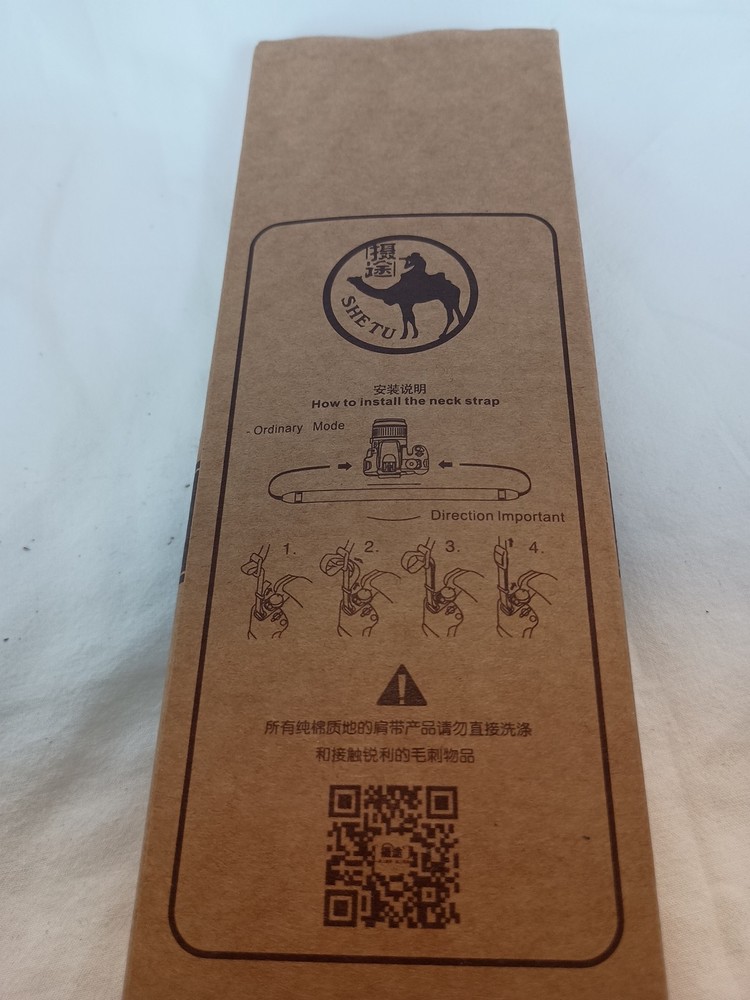 摄途
SHE TU
安装说明
How to install the neck strap
- Ordinary Mode
Direction Important
1. 2. 3. 4.
所有纯棉质地的肩带产品请勿直接洗涤
和接触锐利的毛刺物品